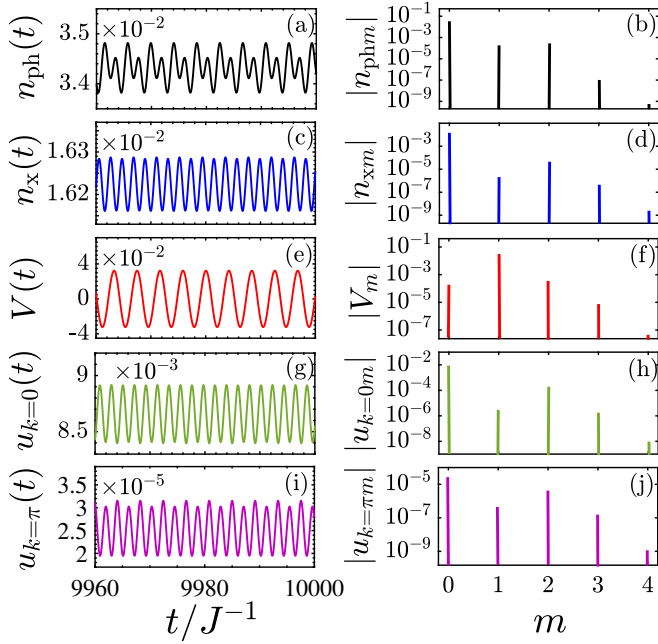 n_ph(t) 3.5 3.4 ×10⁻² (a) |n_phm| 10⁻¹ 10⁻³ 10⁻⁵ 10⁻⁷ 10⁻⁹ (b)
n_x(t) 1.63 1.62 ×10⁻² (c) |n_xm| 10⁻³ 10⁻⁵ 10⁻⁷ 10⁻⁹ (d)
V(t) 4 0 -4 ×10⁻² (e) |V_m| 10⁻¹ 10⁻³ 10⁻⁵ 10⁻⁷ (f)
u_k=0(t) 9 8.5 ×10⁻³ (g) |u_k=0m| 10⁻² 10⁻⁴ 10⁻⁶ 10⁻⁸ (h)
u_k=π(t) 3.5 3 2.5 2 ×10⁻⁵ (i) |u_k=πm| 10⁻⁵ 10⁻⁷ 10⁻⁹ (j)
9960 9980 10000 0 1 2 3 4
t/J⁻¹ m